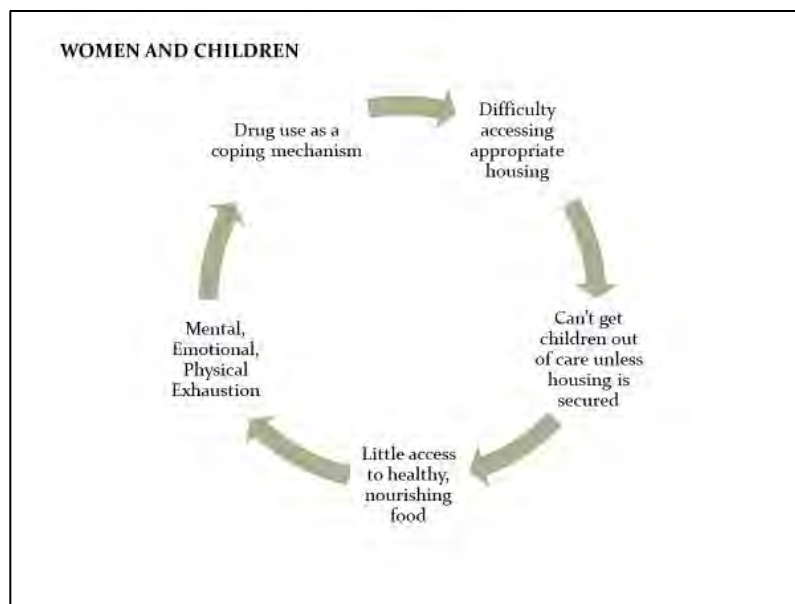 WOMEN AND CHILDREN
Drug use as a
coping mechanism
Difficulty
accessing
appropriate
housing
Can't get
children out
of care unless
housing is
secured
Little access
to healthy,
nourishing
food
Mental,
Emotional,
Physical
Exhaustion